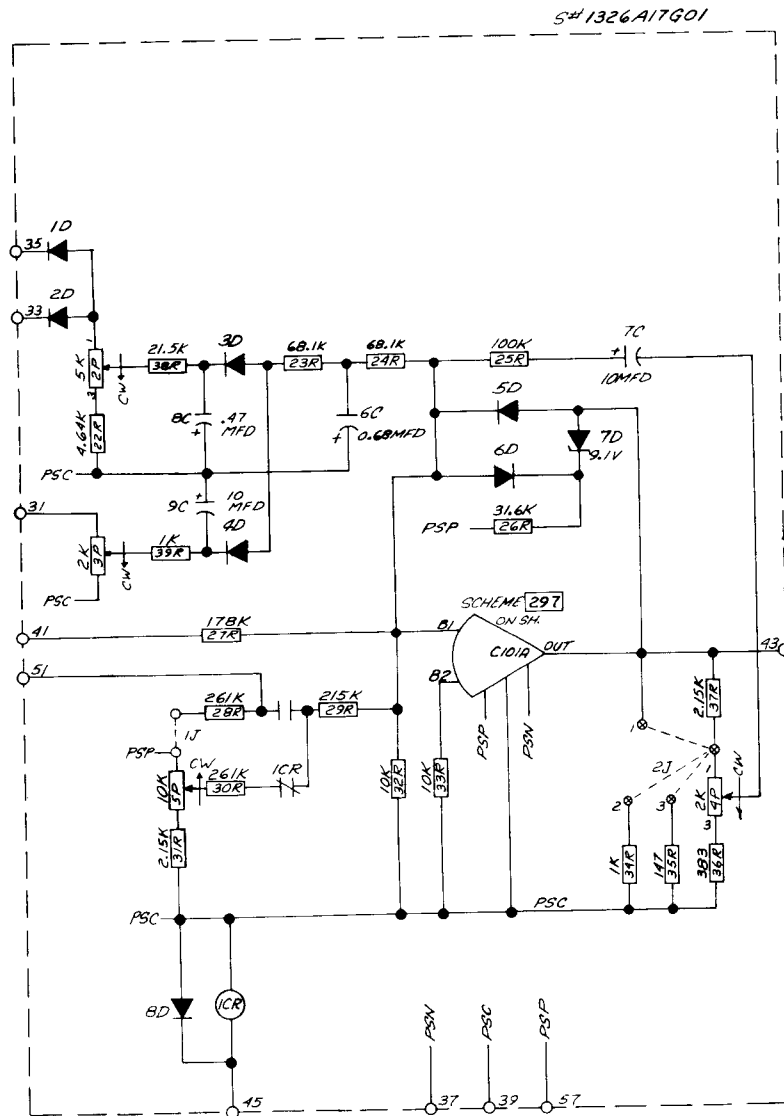 S# 1326A17G01
1D
35
2D
33
1
5K
2P
CW
3
4.64K
22R
PSC
21.5K
38R
3D
8C
.47
MFD
+
68.1K
23R
6C
+
0.68MFD
68.1K
24R
100K
25R
7C
+
10MFD
5D
6D
7D
9.1V
PSP
31.6K
26R
31
2K
3P
CW
PSC
1K
39R
9C
+
10
MFD
4D
41
178K
27R
51
SCHEME 297
ON SH.
B1
B2
C101A
OUT
PSP
PSN
43
261K
28R
215K
29R
1J
PSP
10K
5P
CW
261K
30R
1CR
2.15K
31R
10K
32R
10K
33R
2.15K
37R
1
2J
2
3
1
2K
4P
CW
3
1K
34R
147
35R
383
36R
PSC
PSC
8D
1CR
45
PSN
37
PSC
39
PSP
57